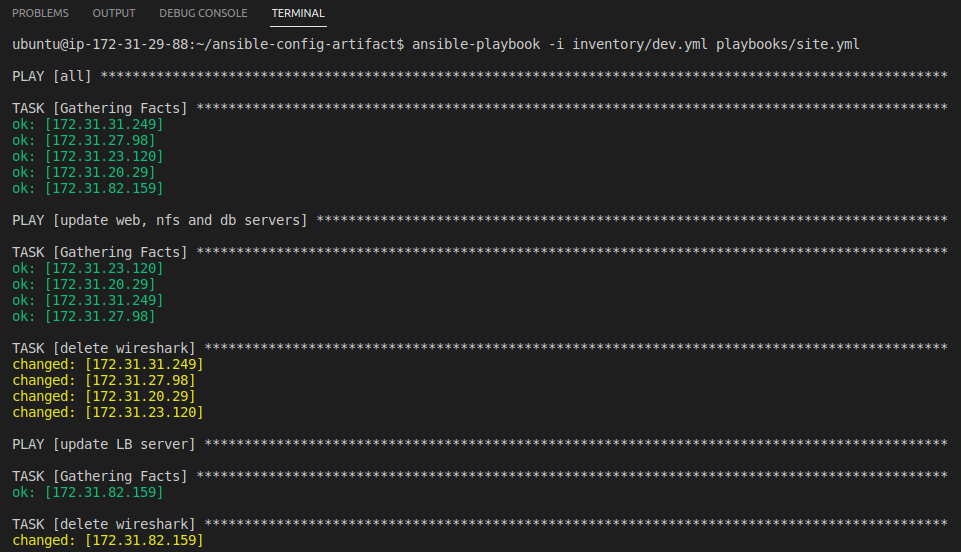 PROBLEMS OUTPUT DEBUG CONSOLE TERMINAL
ubuntu@ip-172-31-29-88:~/ansible-config-artifact$ ansible-playbook -i inventory/dev.yml playbooks/site.yml
PLAY [all] **********************************************************************************************************
TASK [Gathering Facts] **********************************************************************************************
ok: [172.31.31.249]
ok: [172.31.27.98]
ok: [172.31.23.120]
ok: [172.31.20.29]
ok: [172.31.82.159]
PLAY [update web, nfs and db servers] *******************************************************************************
TASK [Gathering Facts] **********************************************************************************************
ok: [172.31.23.120]
ok: [172.31.20.29]
ok: [172.31.31.249]
ok: [172.31.27.98]
TASK [delete wireshark] *********************************************************************************************
changed: [172.31.31.249]
changed: [172.31.27.98]
changed: [172.31.20.29]
changed: [172.31.23.120]
PLAY [update LB server] *********************************************************************************************
TASK [Gathering Facts] **********************************************************************************************
ok: [172.31.82.159]
TASK [delete wireshark] *********************************************************************************************
changed: [172.31.82.159]